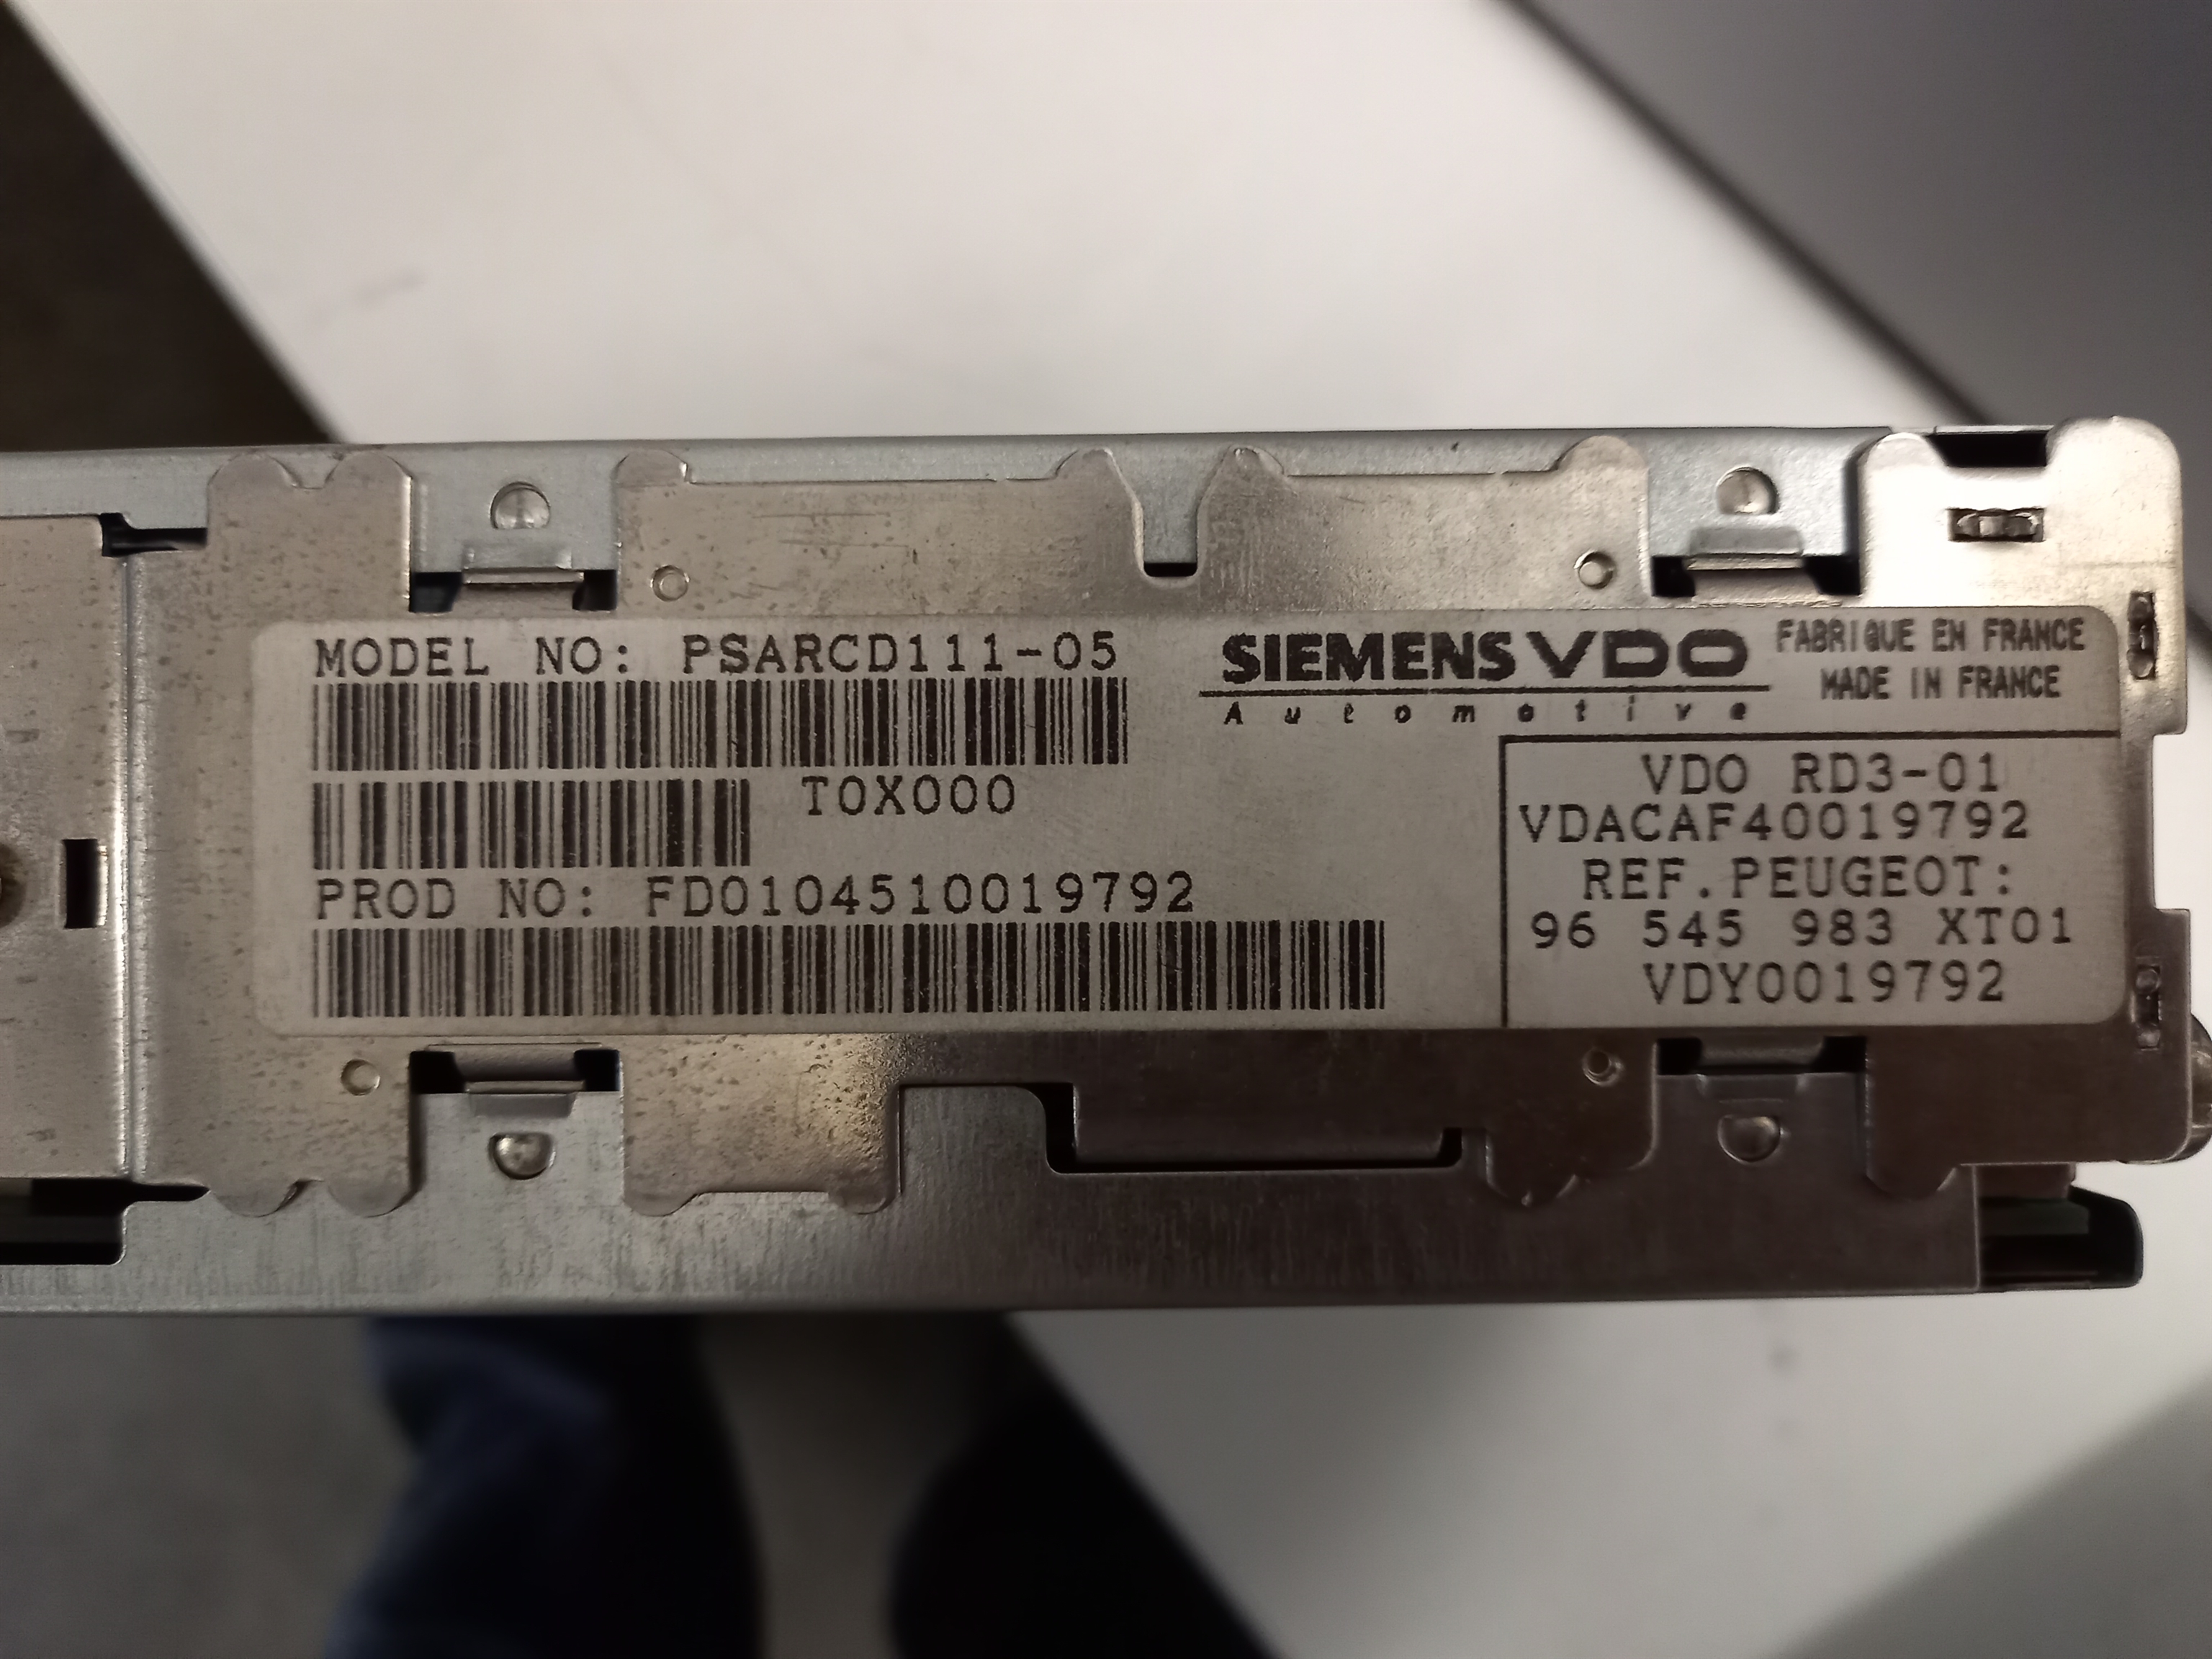 MODEL NO: PSARCD111-05
T0X000
PROD NO: FD0104510019792
SIEMENS VDO
Automotive
FABRIQUE EN FRANCE
MADE IN FRANCE
VDO RD3-01
VDACAF40019792
REF.PEUGEOT:
96 545 983 XT01
VDY0019792